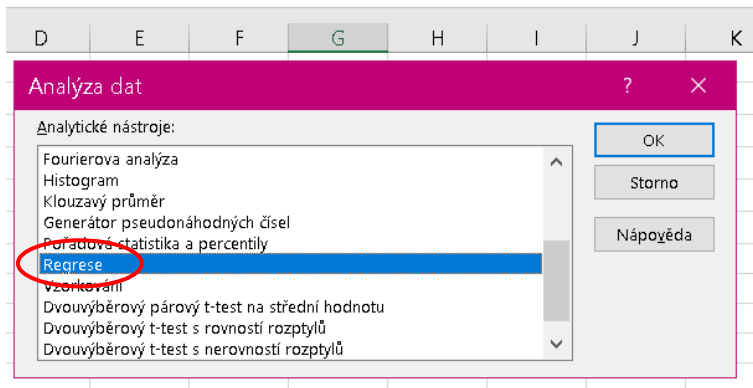 D E F G H I J K
Analýza dat ? ×
Analytické nástroje:
Fourierova analýza
Histogram
Klouzavý průměr
Generátor pseudonáhodných čísel
Pořadová statistika a percentily
Regrese
Vzorkování
Dvouvýběrový párový t-test na střední hodnotu
Dvouvýběrový t-test s rovností rozptylů
Dvouvýběrový t-test s nerovností rozptylů
OK
Storno
Nápověda